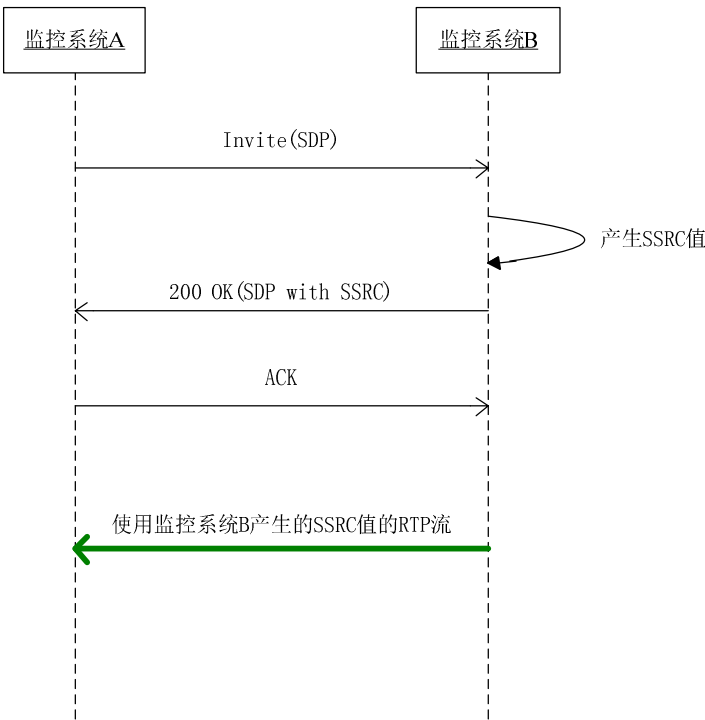 监控系统A
监控系统B
Invite(SDP)
产生SSRC值
200 OK(SDP with SSRC)
ACK
使用监控系统B产生的SSRC值的RTP流